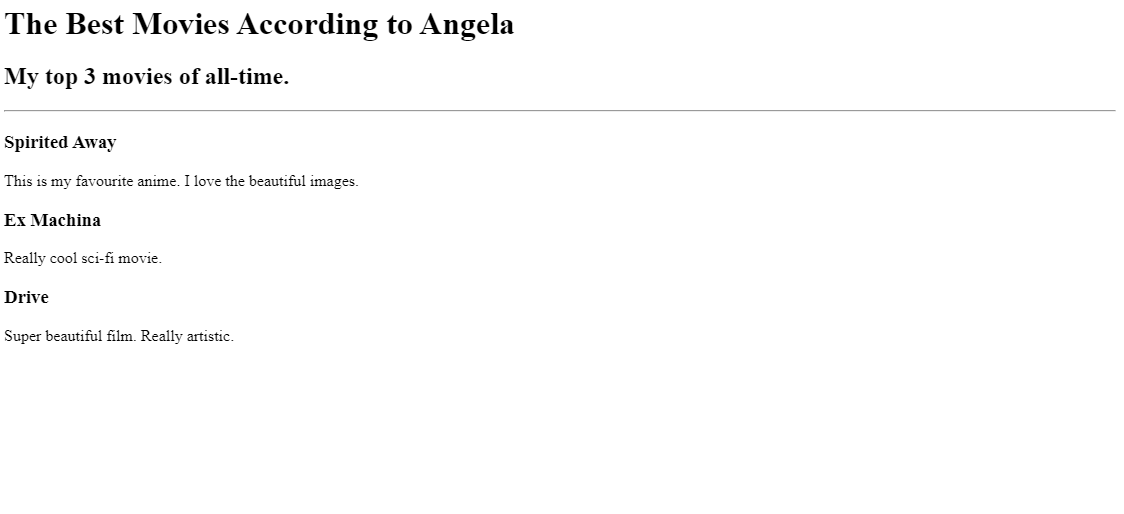 The Best Movies According to Angela
My top 3 movies of all-time.
Spirited Away
This is my favourite anime. I love the beautiful images.
Ex Machina
Really cool sci-fi movie.
Drive
Super beautiful film. Really artistic.